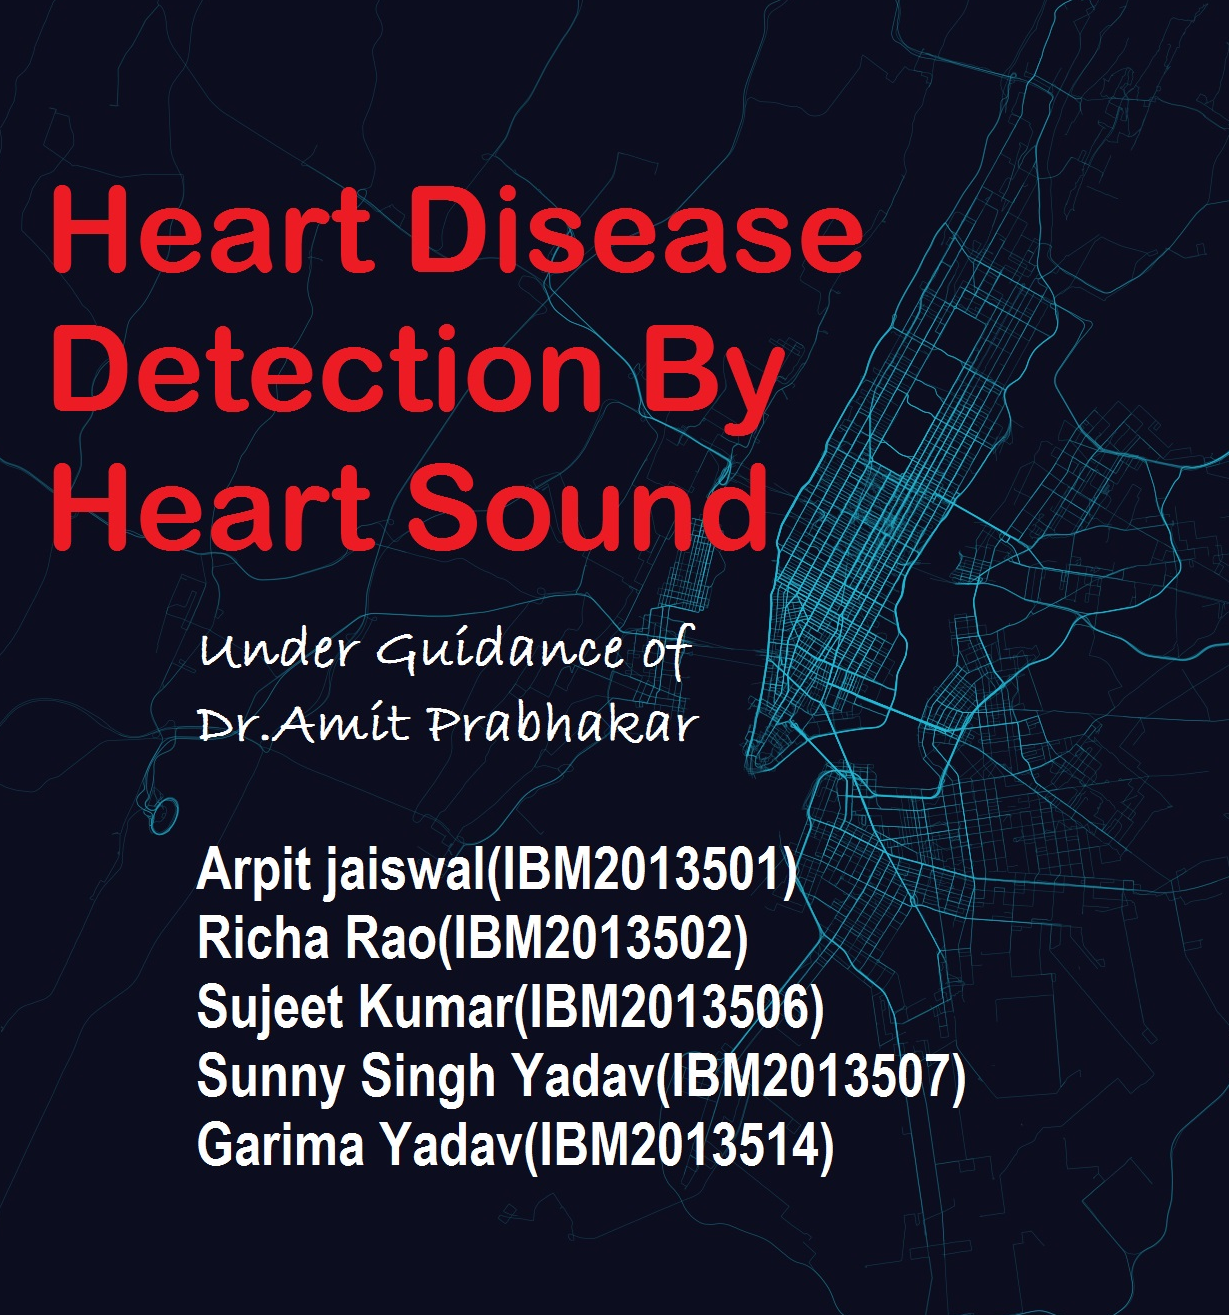 Heart Disease
Detection By
Heart Sound
Under Guidance of
Dr.Amit Prabhakar
Arpit jaiswal(IBM2013501)
Richa Rao(IBM2013502)
Sujeet Kumar(IBM2013506)
Sunny Singh Yadav(IBM2013507)
Garima Yadav(IBM2013514)